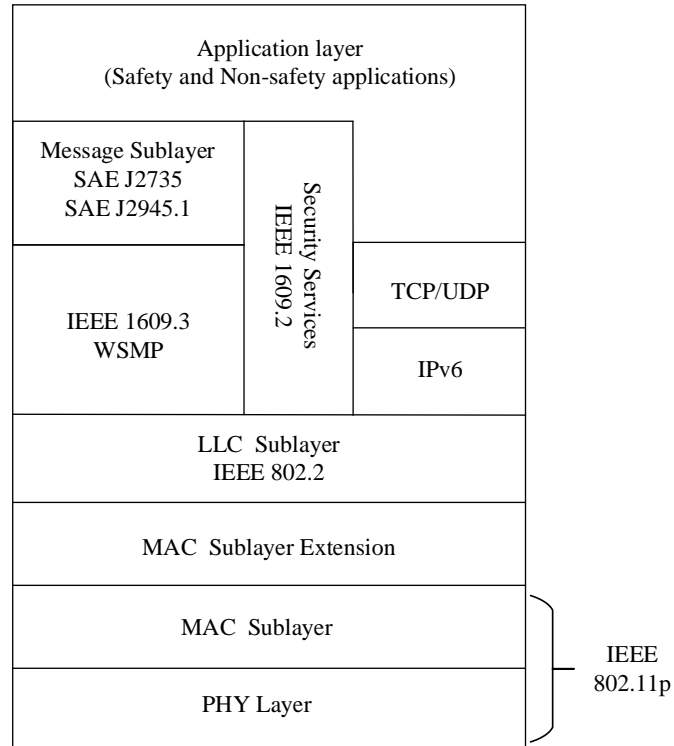 Application layer
(Safety and Non-safety applications)
Message Sublayer
SAE J2735
SAE J2945.1
Security Services
IEEE 1609.2
TCP/UDP
IEEE 1609.3
WSMP
IPv6
LLC Sublayer
IEEE 802.2
MAC Sublayer Extension
MAC Sublayer
PHY Layer
IEEE
802.11p